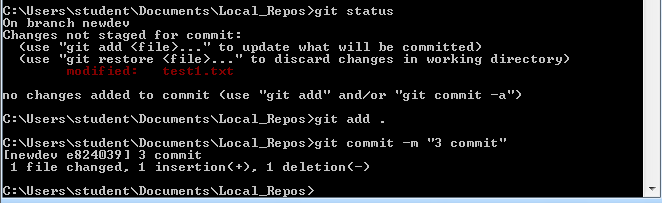 C:\Users\student\Documents\Local_Repos>git status
On branch newdev
Changes not staged for commit:
  (use "git add <file>..." to update what will be committed)
  (use "git restore <file>..." to discard changes in working directory)
        modified:   test1.txt

no changes added to commit (use "git add" and/or "git commit -a")

C:\Users\student\Documents\Local_Repos>git add .

C:\Users\student\Documents\Local_Repos>git commit -m "3 commit"
[newdev e824039] 3 commit
 1 file changed, 1 insertion(+), 1 deletion(-)

C:\Users\student\Documents\Local_Repos>